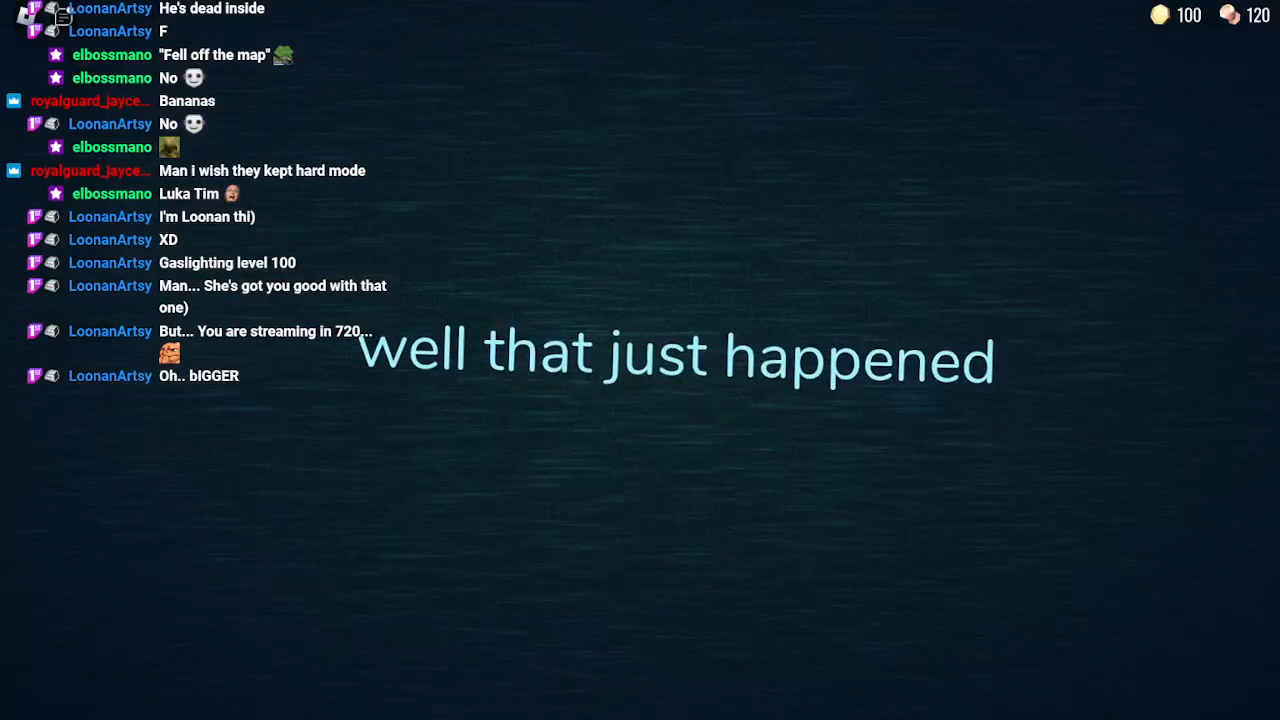 LoonanArtsy He's dead inside
100
120
LoonanArtsy F
elbossmano "Fell off the map"
elbossmano No
royalguard_jayce... Bananas
LoonanArtsy No
elbossmano
royalguard_jayce... Man i wish they kept hard mode
elbossmano Luka Tim
LoonanArtsy I'm Loonan thi)
LoonanArtsy XD
LoonanArtsy Gaslighting level 100
LoonanArtsy Man... She's got you good with that
one)
LoonanArtsy But... You are streaming in 720...
LoonanArtsy Oh.. bIGGER
well that just happened